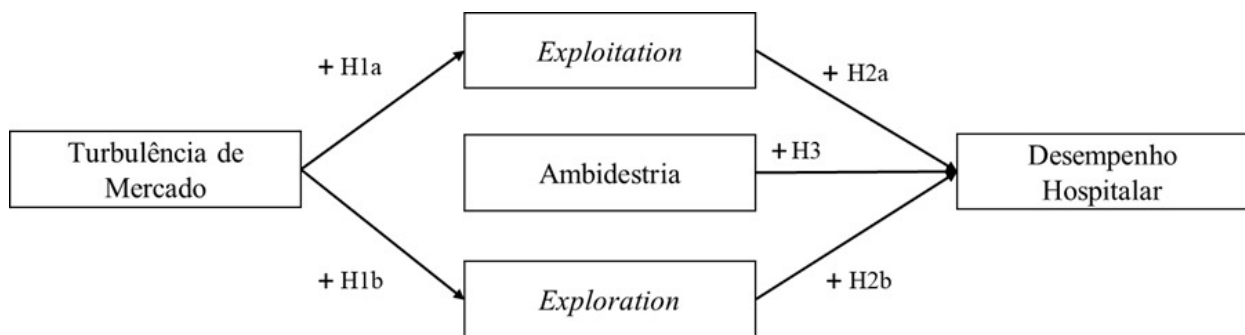 Exploitation
+ H1a
+ H2a
Turbulência de
Mercado
Ambidestria
+ H3
Desempenho
Hospitalar
+ H1b
Exploration
+ H2b